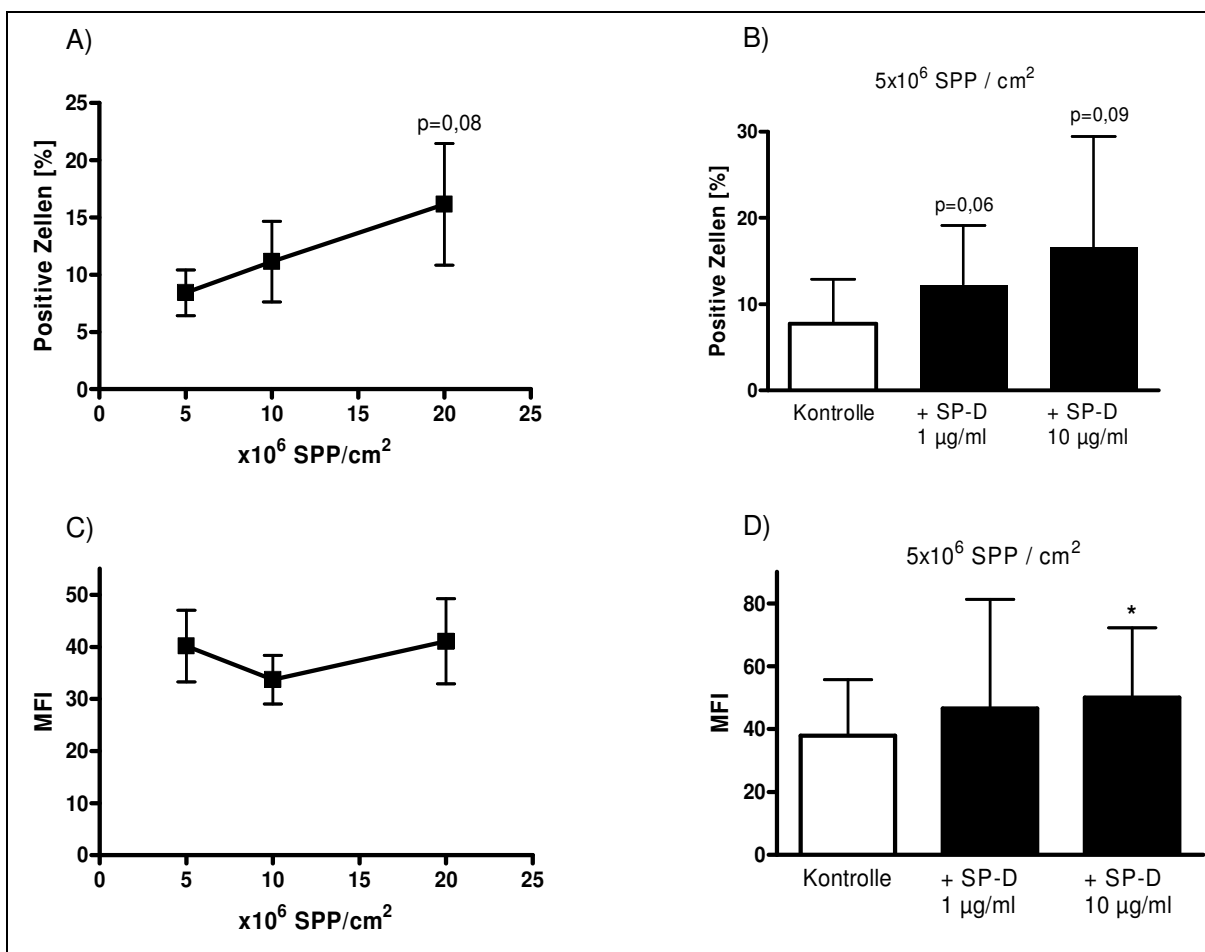 A)
p=0,08
25
20
15
10
5
0
Positive Zellen [%]
0 5 10 15 20 25
x10⁶ SPP/cm²
B)
5x10⁶ SPP / cm²
p=0,09
p=0,06
30
20
10
0
Positive Zellen [%]
Kontrolle + SP-D + SP-D
1 µg/ml 10 µg/ml
C)
50
40
30
20
10
0
MFI
0 5 10 15 20 25
x10⁶ SPP/cm²
D)
5x10⁶ SPP / cm²
*
80
60
40
20
0
MFI
Kontrolle + SP-D + SP-D
1 µg/ml 10 µg/ml